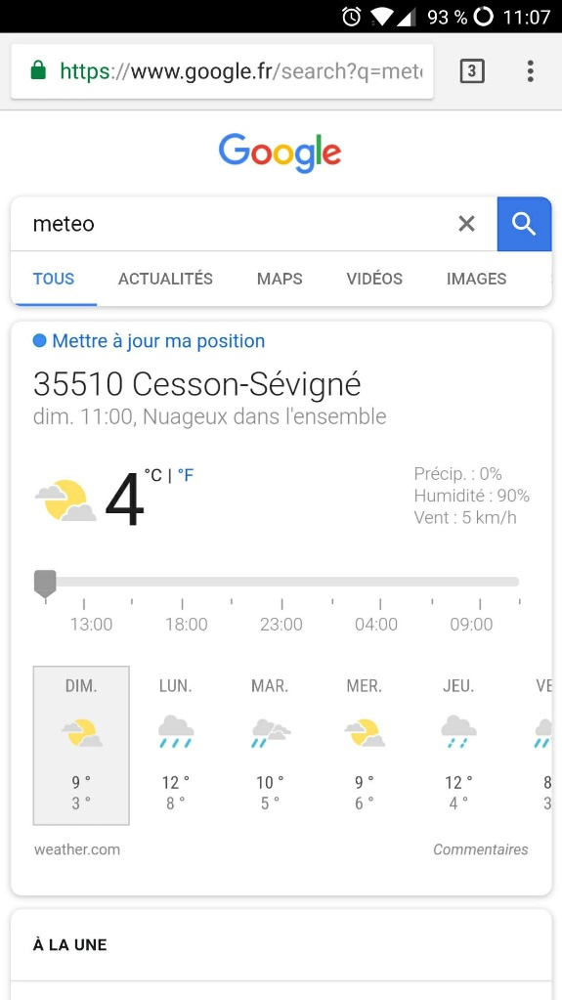 93 % 11:07
https://www.google.fr/search?q=mete
3
Google
meteo
TOUS ACTUALITÉS MAPS VIDÉOS IMAGES
Mettre à jour ma position
35510 Cesson-Sévigné
dim. 11:00, Nuageux dans l'ensemble
4 °C | °F
Précip. : 0%
Humidité : 90%
Vent : 5 km/h
13:00 18:00 23:00 04:00 09:00
DIM. LUN. MAR. MER. JEU. VE
9 ° 12 ° 10 ° 9 ° 12 ° 8
3 ° 8 ° 5 ° 6 ° 4 ° 3
weather.com Commentaires
À LA UNE